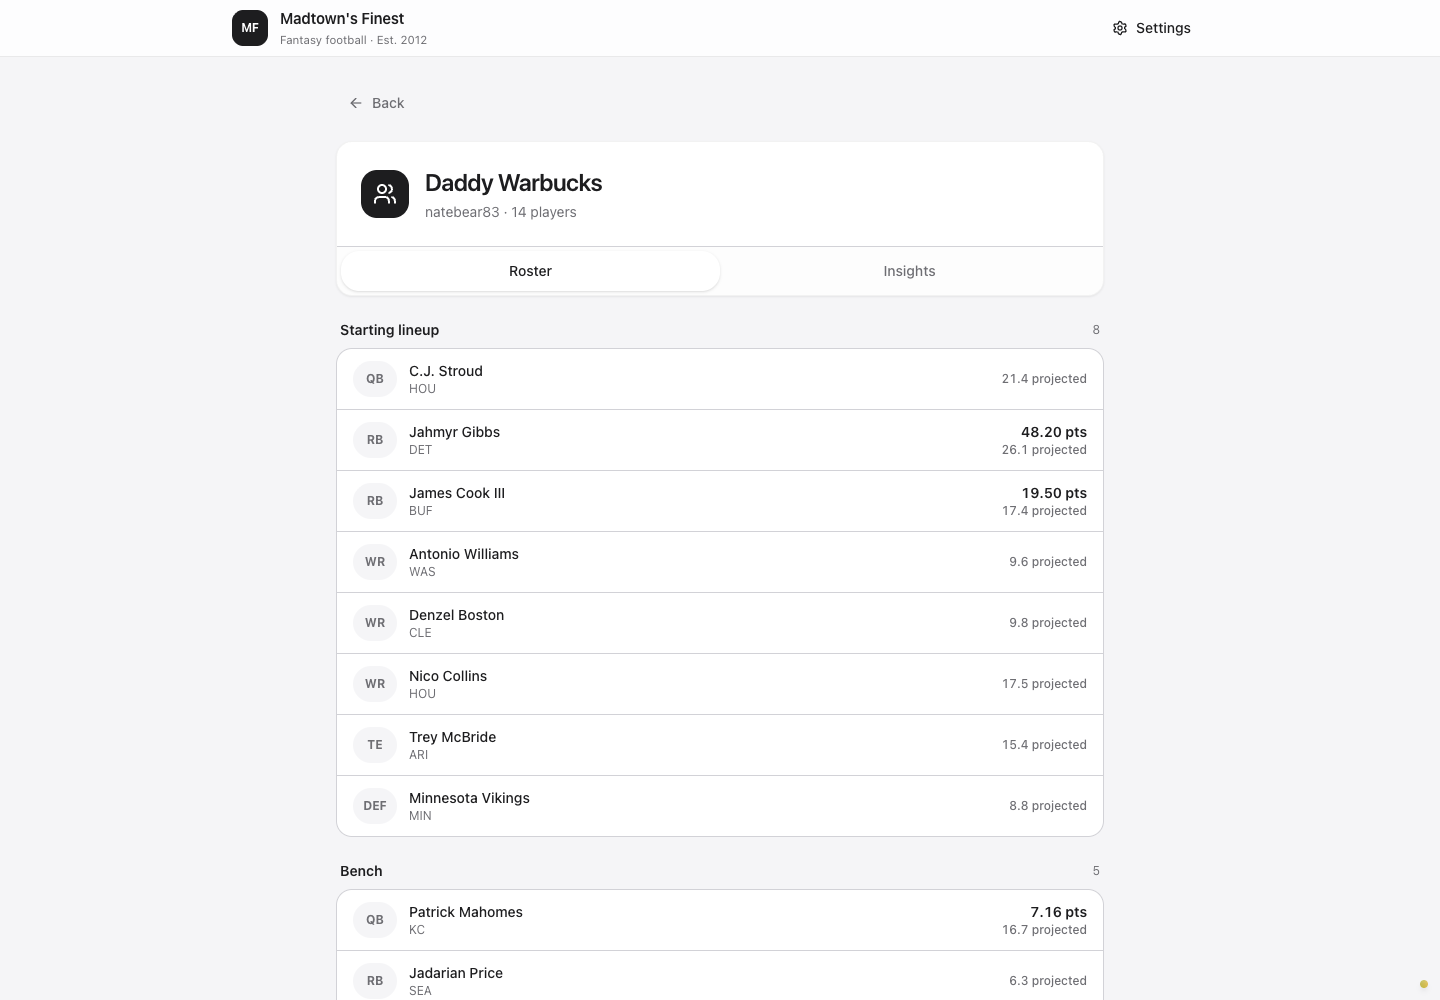 MF
Madtown's Finest
Fantasy football · Est. 2012
Settings
Back
Daddy Warbucks
natebear83 · 14 players
Roster
Insights
Starting lineup
8
QB
C.J. Stroud
HOU
21.4 projected
RB
Jahmyr Gibbs
DET
48.20 pts
26.1 projected
RB
James Cook III
BUF
19.50 pts
17.4 projected
WR
Antonio Williams
WAS
9.6 projected
WR
Denzel Boston
CLE
9.8 projected
WR
Nico Collins
HOU
17.5 projected
TE
Trey McBride
ARI
15.4 projected
DEF
Minnesota Vikings
MIN
8.8 projected
Bench
5
QB
Patrick Mahomes
KC
7.16 pts
16.7 projected
RB
Jadarian Price
SEA
6.3 projected